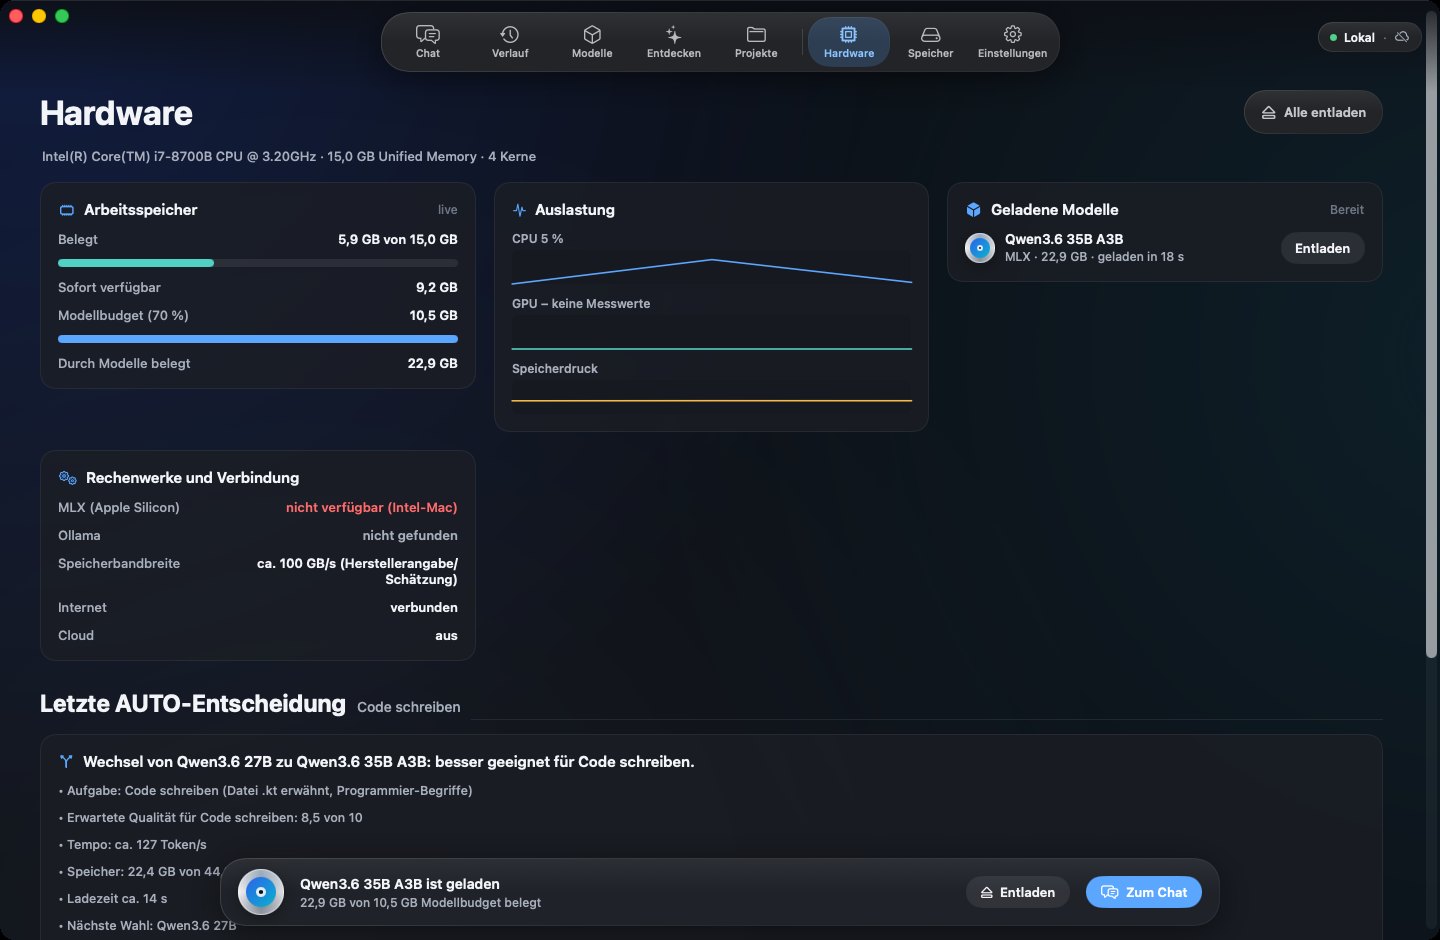 Chat
Verlauf
Modelle
Entdecken
Projekte
Hardware
Speicher
Einstellungen
Lokal ·
Hardware
Alle entladen
Intel(R) Core(TM) i7-8700B CPU @ 3.20GHz · 15,0 GB Unified Memory · 4 Kerne
Arbeitsspeicher live
Belegt 5,9 GB von 15,0 GB
Sofort verfügbar 9,2 GB
Modellbudget (70 %) 10,5 GB
Durch Modelle belegt 22,9 GB
Auslastung
CPU 5 %
GPU – keine Messwerte
Speicherdruck
Geladene Modelle Bereit
Qwen3.6 35B A3B
MLX · 22,9 GB · geladen in 18 s
Entladen
Rechenwerke und Verbindung
MLX (Apple Silicon) nicht verfügbar (Intel-Mac)
Ollama nicht gefunden
Speicherbandbreite ca. 100 GB/s (Herstellerangabe/
Schätzung)
Internet verbunden
Cloud aus
Letzte AUTO-Entscheidung Code schreiben
Wechsel von Qwen3.6 27B zu Qwen3.6 35B A3B: besser geeignet für Code schreiben.
• Aufgabe: Code schreiben (Datei .kt erwähnt, Programmier-Begriffe)
• Erwartete Qualität für Code schreiben: 8,5 von 10
• Tempo: ca. 127 Token/s
• Speicher: 22,4 GB von 44
• Ladezeit ca. 14 s
• Nächste Wahl: Qwen3.6 27B
Qwen3.6 35B A3B ist geladen
22,9 GB von 10,5 GB Modellbudget belegt
Entladen
Zum Chat